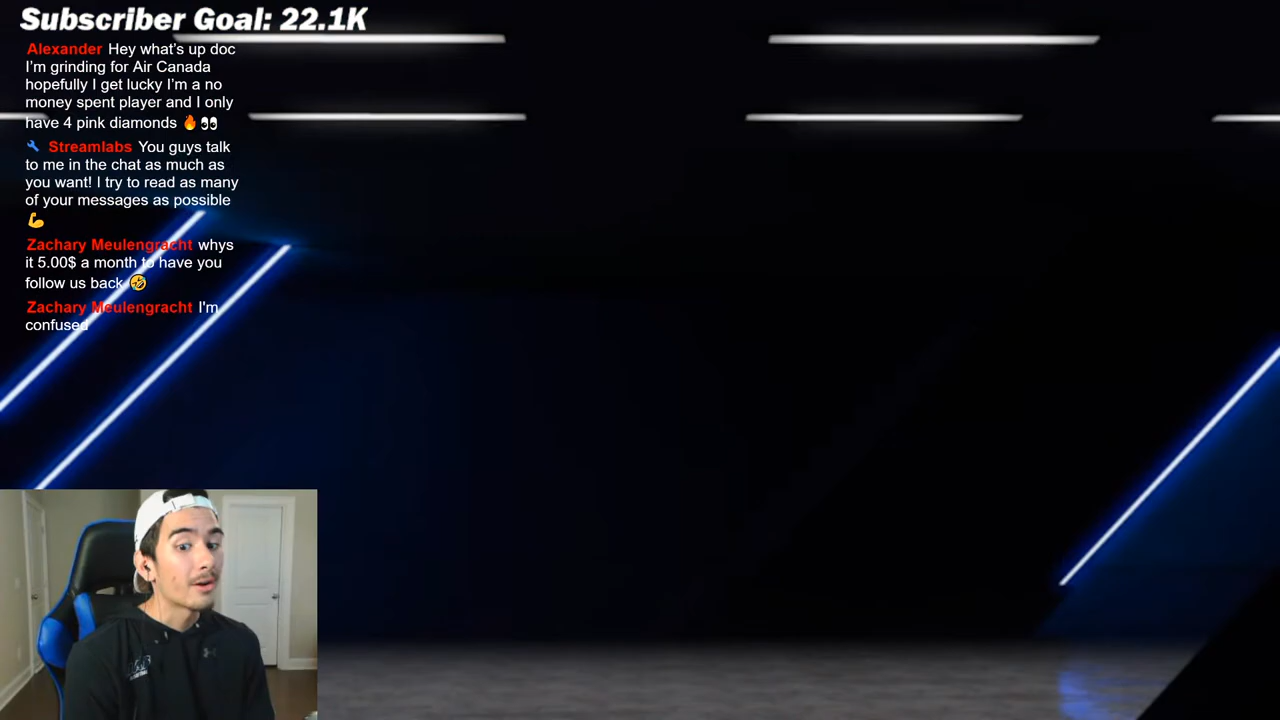 Subscriber Goal: 22.1K
Alexander Hey what's up doc
I'm grinding for Air Canada
hopefully I get lucky I'm a no
money spent player and I only
have 4 pink diamonds 🔥👀
Streamlabs You guys talk
to me in the chat as much as
you want! I try to read as many
of your messages as possible
💪
Zachary Meulengracht whys
it 5.00$ a month to have you
follow us back 🤣
Zachary Meulengracht I'm
confused